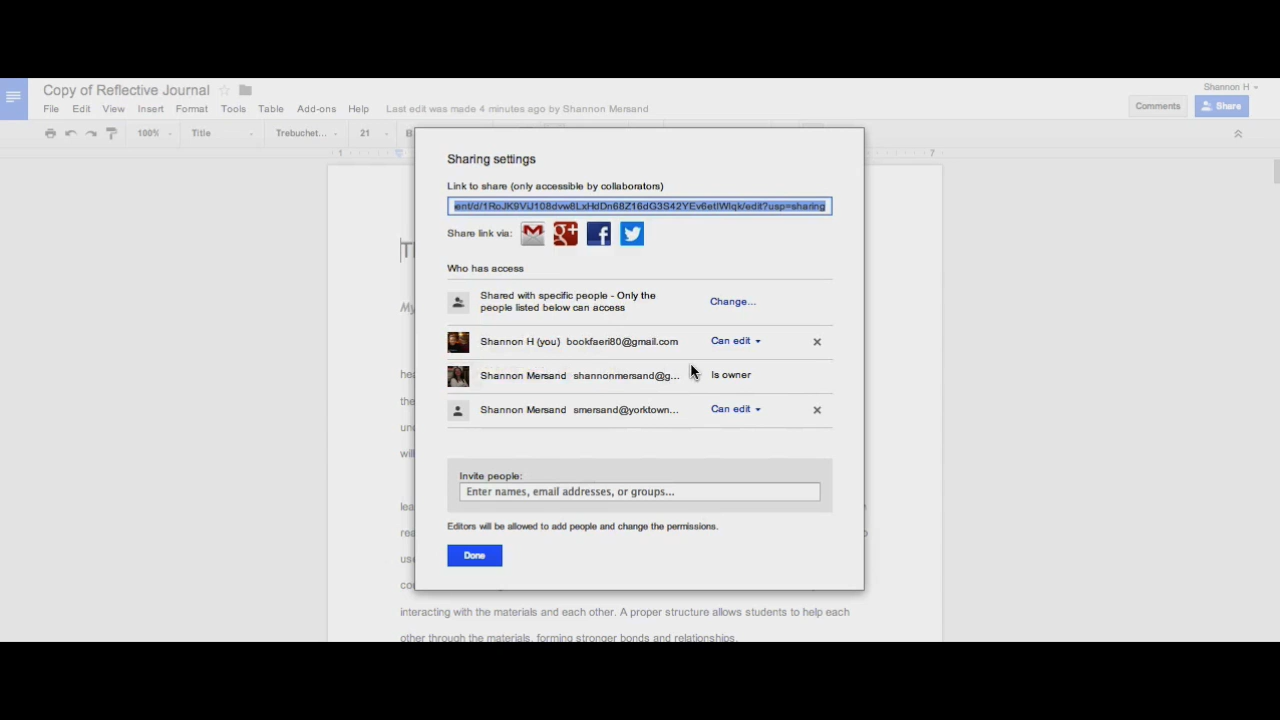 Copy of Reflective Journal
Shannon H
File Edit View Insert Format Tools Table Add-ons Help Last edit was made 4 minutes ago by Shannon Mersand
Comments Share
100% Title Trebuchet... 21 B
1 7
Sharing settings
Link to share (only accessible by collaborators)
Share link via:
Who has access
Shared with specific people - Only the
people listed below can access
Change...
Shannon H (you) bookfaeri80@gmail.com Can edit
Shannon Mersand shannonmersand@g... Is owner
Shannon Mersand smersand@yorktown... Can edit
Invite people:
Enter names, email addresses, or groups...
Editors will be allowed to add people and change the permissions.
Done
interacting with the materials and each other. A proper structure allows students to help each
other through the materials, forming stronger bonds and relationships.